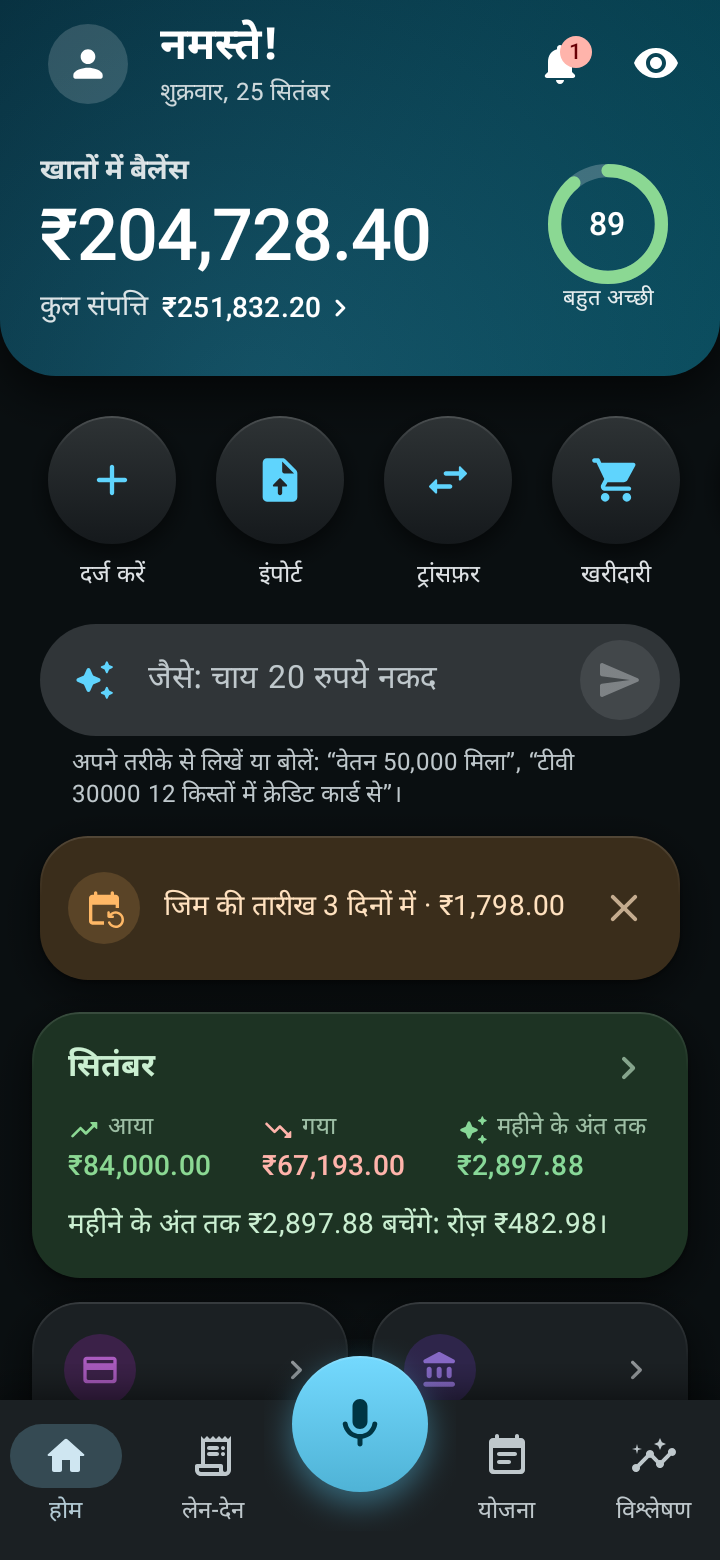 नमस्ते!
शुक्रवार, 25 सितंबर
1
खातों में बैलेंस
₹204,728.40
89
बहुत अच्छी
कुल संपत्ति ₹251,832.20
दर्ज करें
इंपोर्ट
ट्रांसफ़र
खरीदारी
जैसे: चाय 20 रुपये नकद
अपने तरीके से लिखें या बोलें: “वेतन 50,000 मिला”, “टीवी
30000 12 किस्तों में क्रेडिट कार्ड से”।
जिम की तारीख 3 दिनों में · ₹1,798.00
सितंबर
आया
गया
महीने के अंत तक
₹84,000.00
₹67,193.00
₹2,897.88
महीने के अंत तक ₹2,897.88 बचेंगे: रोज़ ₹482.98।
होम
लेन-देन
योजना
विश्लेषण